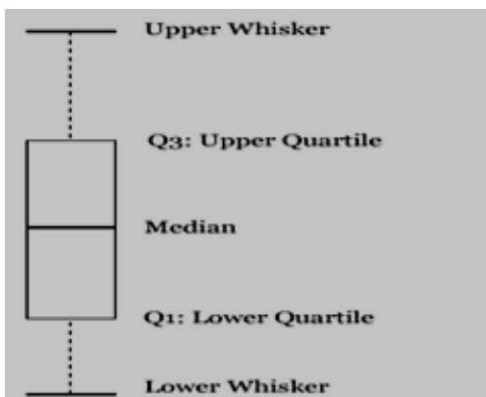 Upper Whisker
Q3: Upper Quartile
Median
Q1: Lower Quartile
Lower Whisker